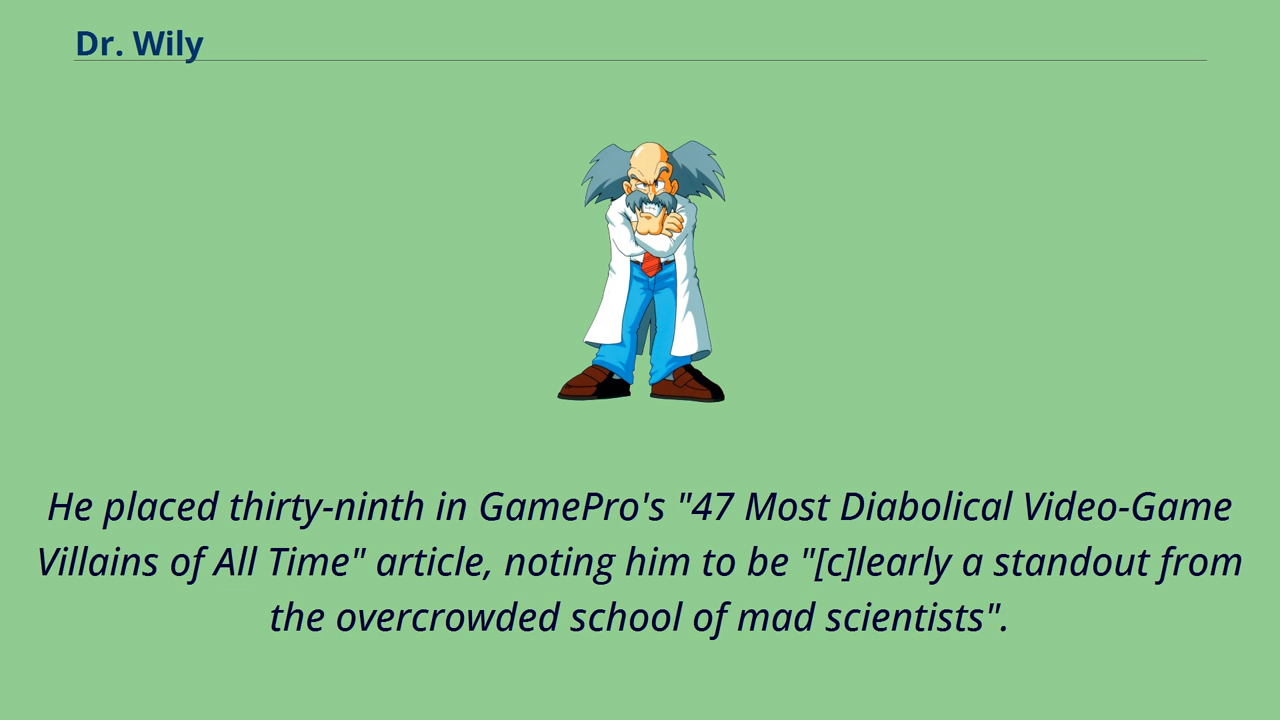 Dr. Wily
He placed thirty-ninth in GamePro's "47 Most Diabolical Video-Game
Villains of All Time" article, noting him to be "[c]learly a standout from
the overcrowded school of mad scientists".